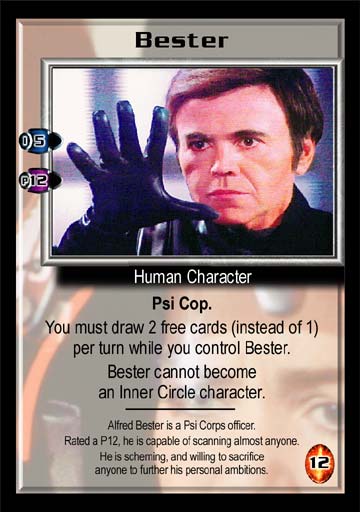 Bester
I 5
P12
Human Character
Psi Cop.
You must draw 2 free cards (instead of 1)
per turn while you control Bester.
Bester cannot become
an Inner Circle character.
Alfred Bester is a Psi Corps officer.
Rated a P12, he is capable of scanning almost anyone.
He is scheming, and willing to sacrifice
anyone to further his personal ambitions.
12